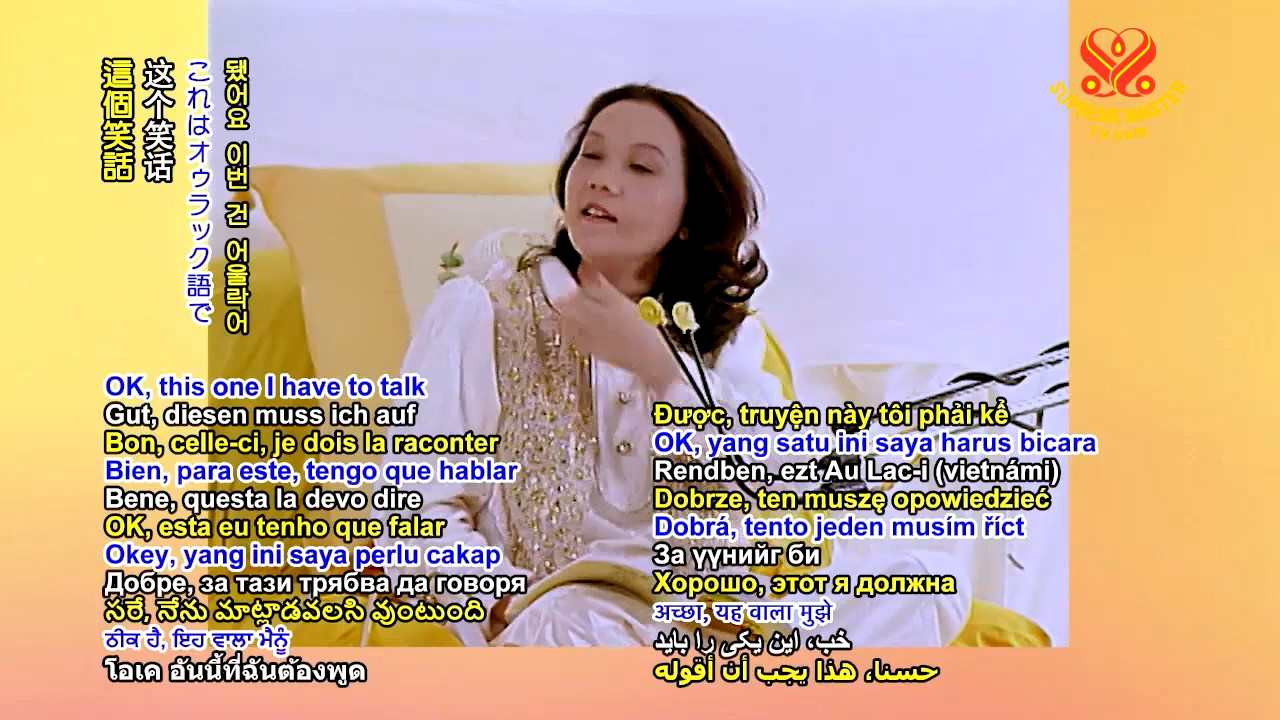 這個笑話
这个笑话
これはオゥラック語で
됐어요 이번 건 어울락어
SUPREME MASTER
TV.com
OK, this one I have to talk
Gut, diesen muss ich auf
Bon, celle-ci, je dois la raconter
Bien, para este, tengo que hablar
Bene, questa la devo dire
OK, esta eu tenho que falar
Okey, yang ini saya perlu cakap
Добре, за тази трябва да говоря
సరే, నేను మాట్లాడవలసి వుంటుంది
ਠੀਕ ਹੈ, ਇਹ ਵਾਲਾ ਮੈਨੂੰ
โอเค อันนี้ที่ฉันต้องพูด
Được, truyện này tôi phải kể
OK, yang satu ini saya harus bicara
Rendben, ezt Au Lac-i (vietnámi)
Dobrze, ten muszę opowiedzieć
Dobrá, tento jeden musím říct
За үүнийг би
Хорошо, этот я должна
अच्छा, यह वाला मुझे
خب، این یکی را باید
حسنا، هذا يجب أن أقوله